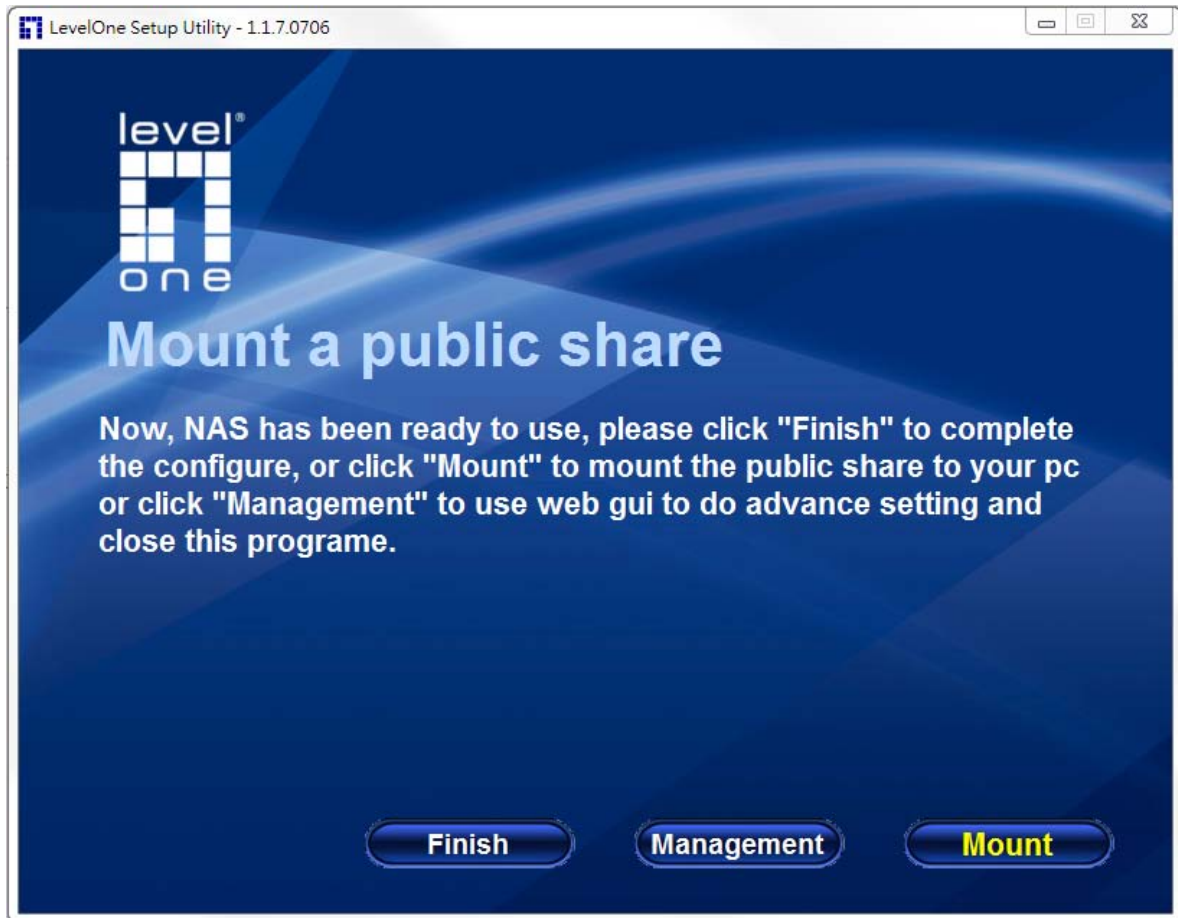 LevelOne Setup Utility - 1.1.7.0706
level®
one
Mount a public share
Now, NAS has been ready to use, please click "Finish" to complete
the configure, or click "Mount" to mount the public share to your pc
or click "Management" to use web gui to do advance setting and
close this programe.
Finish
Management
Mount